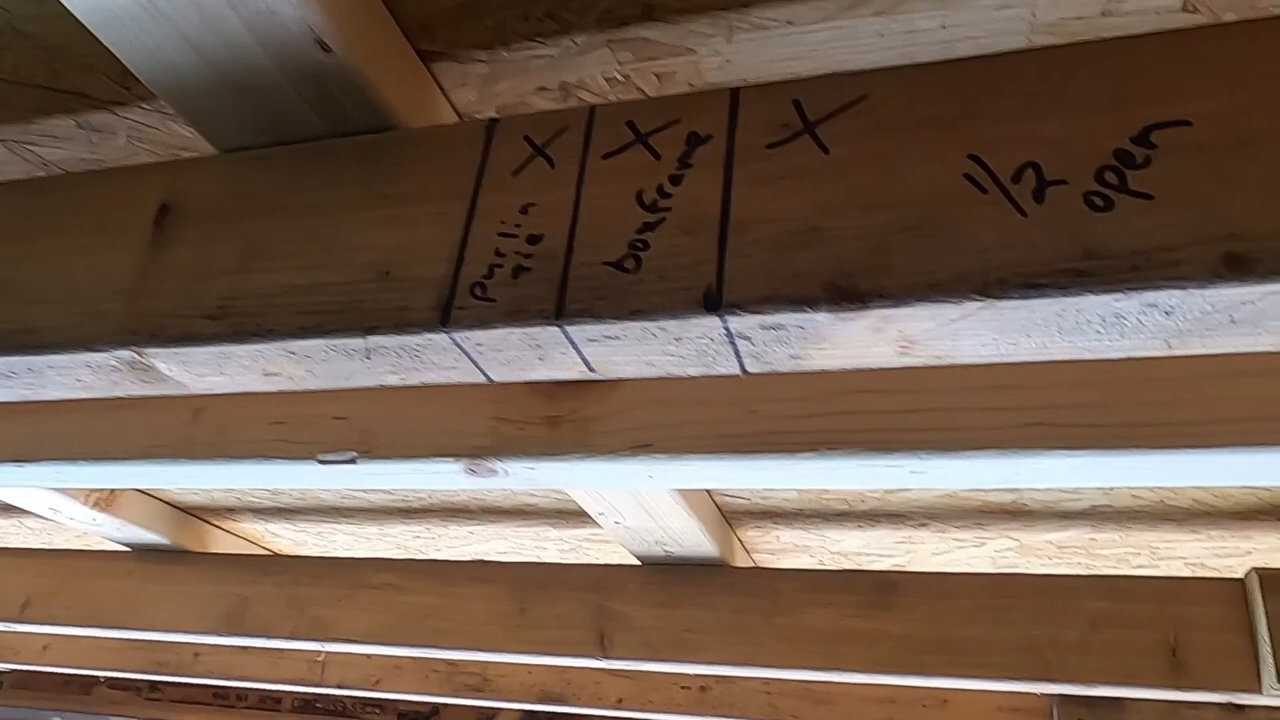 X
purlin
tie
X
boxframe
X
1/2
open